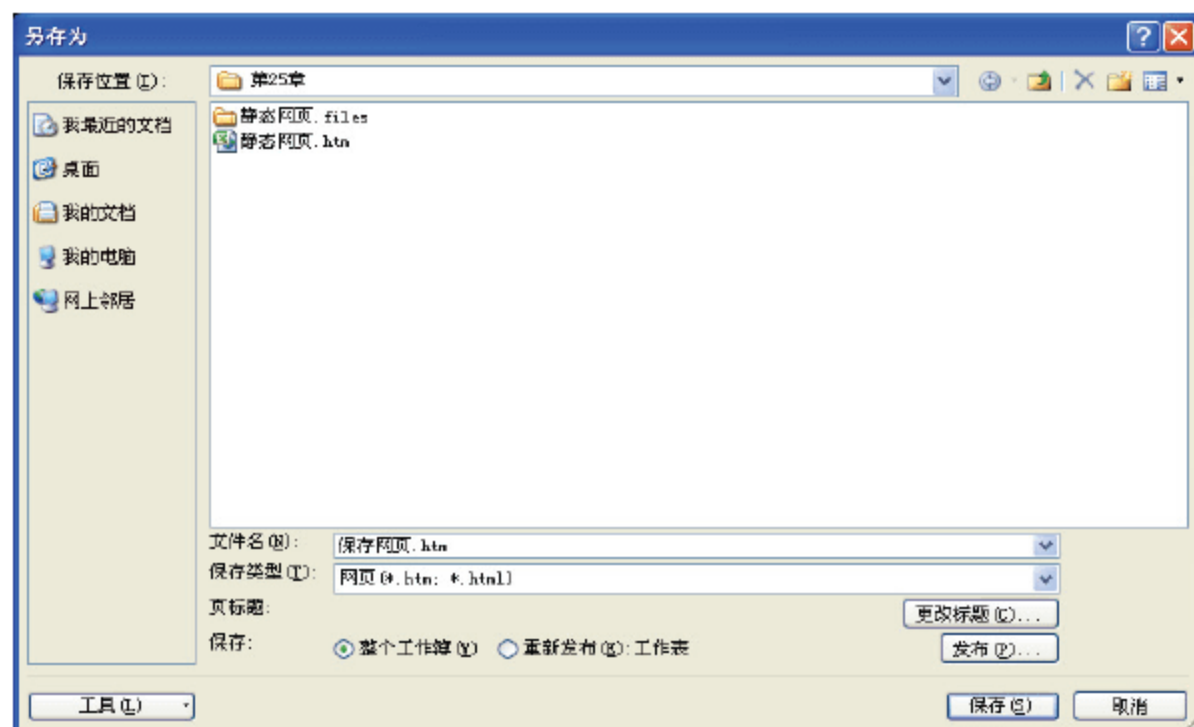 另存为
保存位置(I):
第25章
我最近的文档
桌面
我的文档
我的电脑
网上邻居
静态网页.files
静态网页.htm
文件名(N):
保存网页.htm
保存类型(T):
网页(*.htm; *.html)
页标题:
更改标题(C)...
保存:
整个工作簿(V)
重新发布(E):工作表
发布(P)...
工具(L)
保存(S)
取消